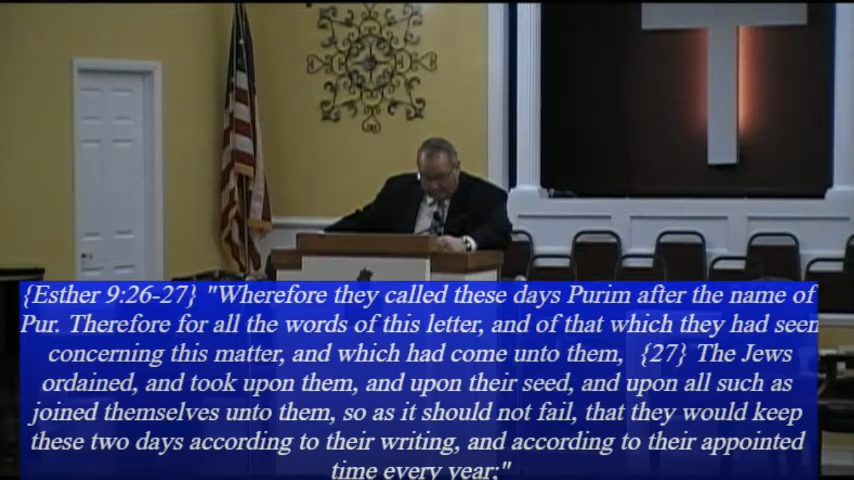 {Esther 9:26-27} "Wherefore they called these days Purim after the name of
Pur. Therefore for all the words of this letter, and of that which they had seen
concerning this matter, and which had come unto them, {27} The Jews
ordained, and took upon them, and upon their seed, and upon all such as
joined themselves unto them, so as it should not fail, that they would keep
these two days according to their writing, and according to their appointed
time every year;"